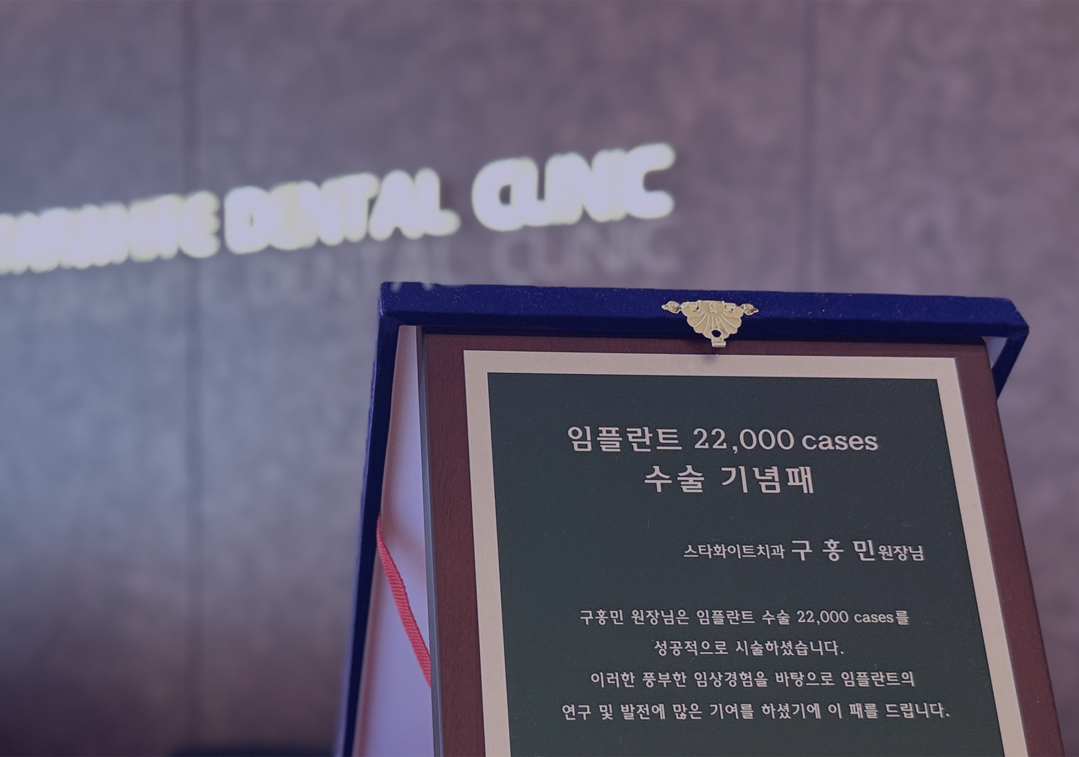 DENTAL CLINIC
임플란트 22,000 cases
수술 기념패
스타화이트치과 구 홍 민 원장님
구홍민 원장님은 임플란트 수술 22,000 cases를
성공적으로 시술하셨습니다.
이러한 풍부한 임상경험을 바탕으로 임플란트의
연구 및 발전에 많은 기여를 하셨기에 이 패를 드립니다.